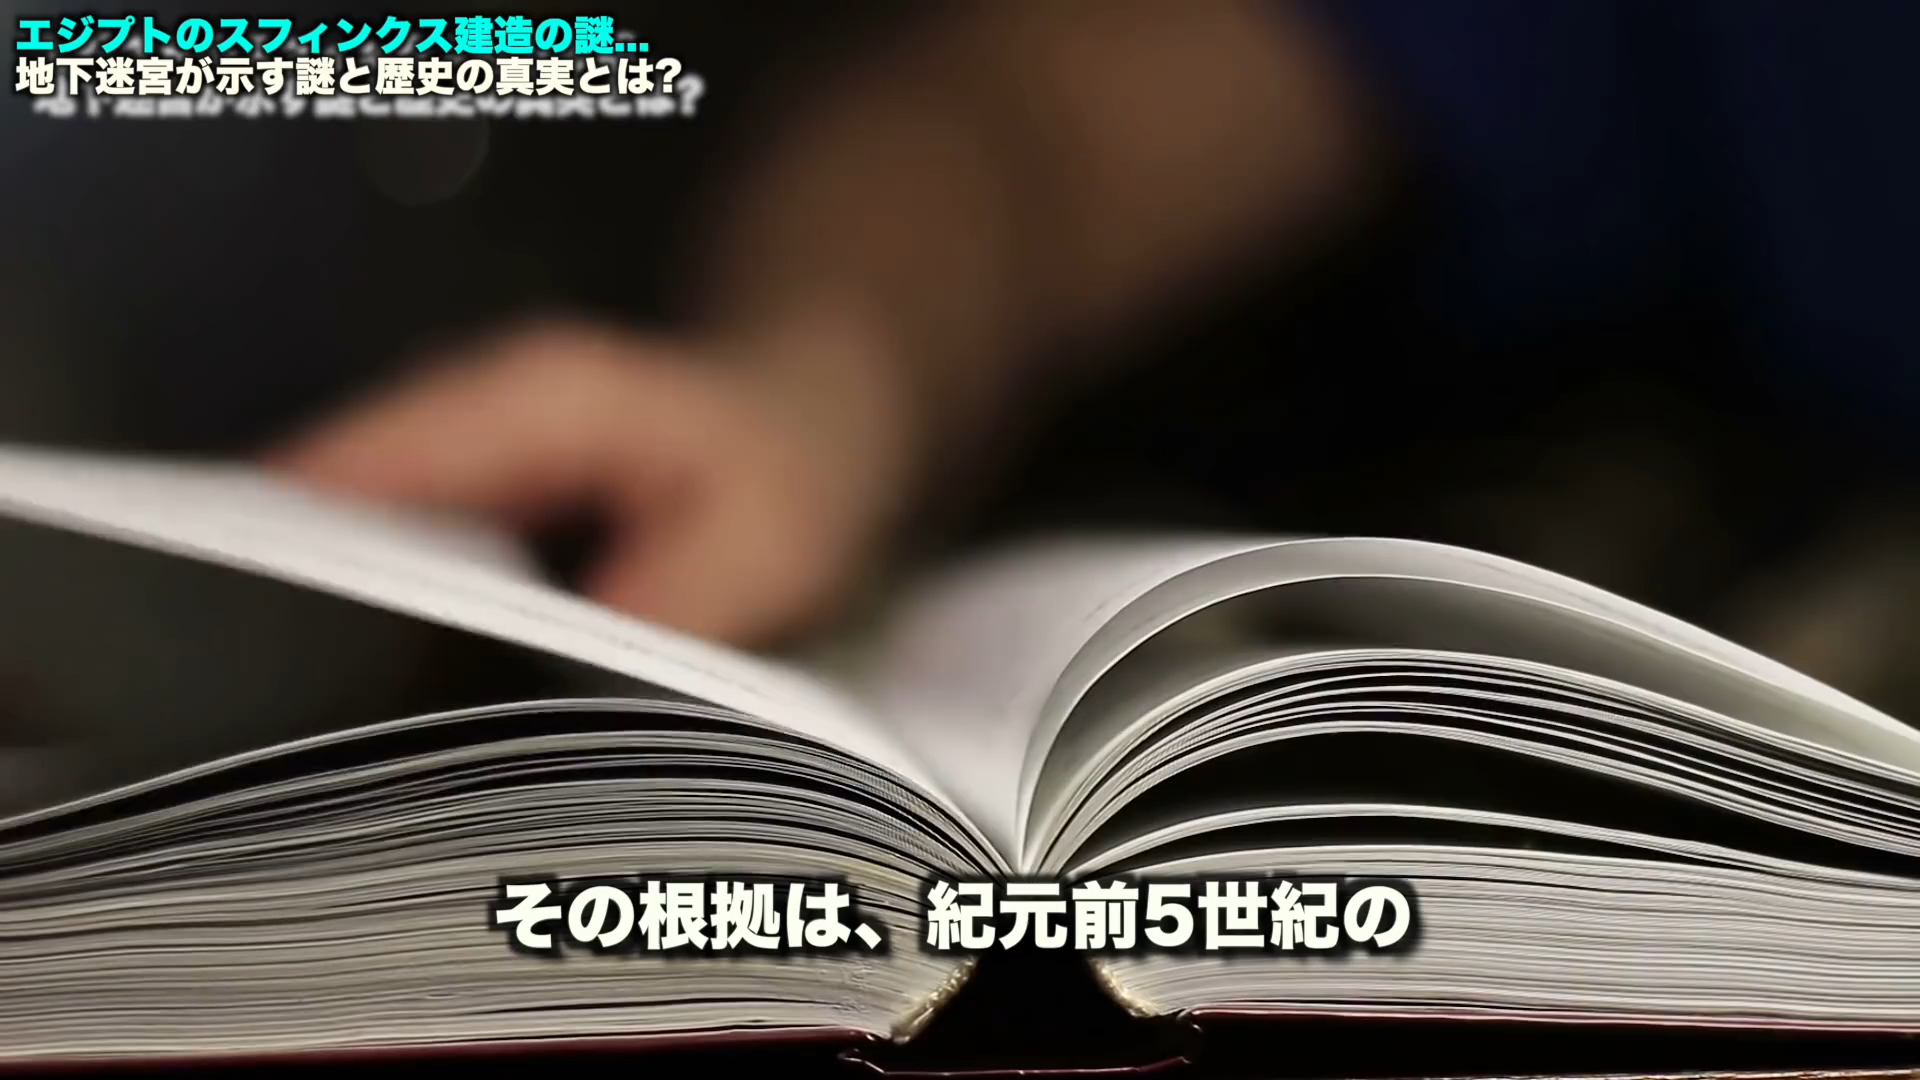 エジプトのスフィンクス建造の謎...
地下迷宮が示す謎と歴史の真実とは?
その根拠は、紀元前5世紀の